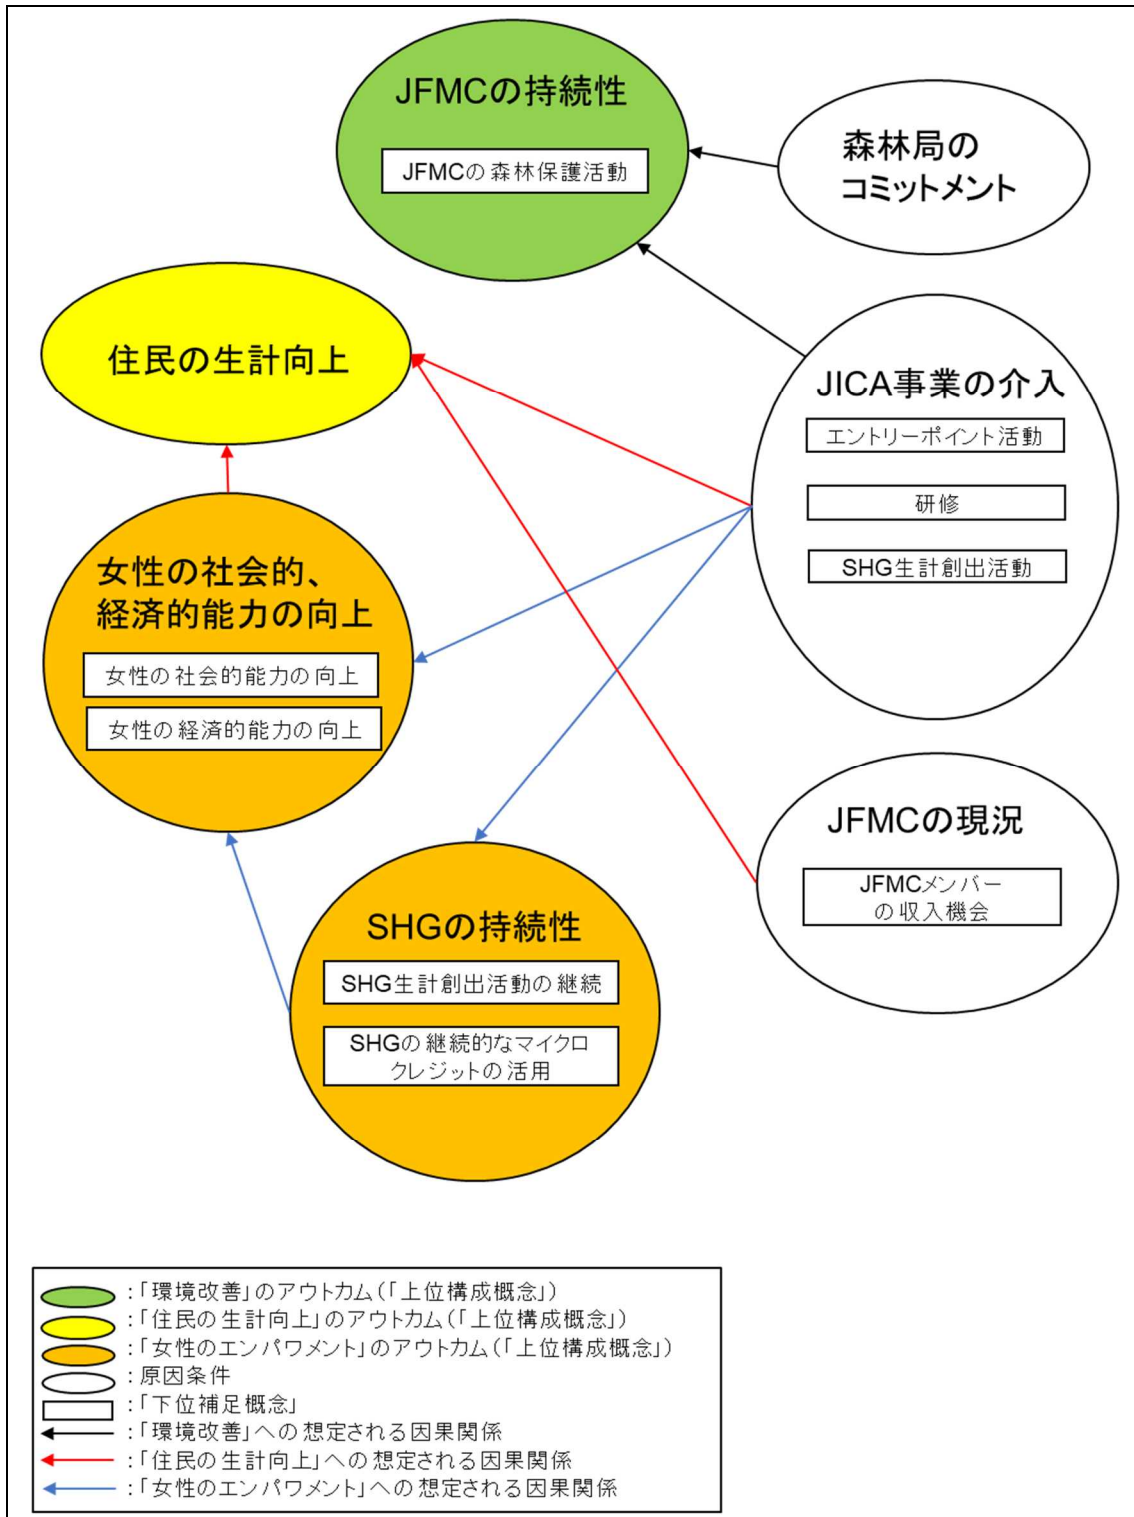 JFMCの持続性
JFMCの森林保護活動
森林局の
コミットメント
住民の生計向上
JICA事業の介入
エントリーポイント活動
研修
SHG生計創出活動
女性の社会的、
経済的能力の向上
女性の社会的能力の向上
女性の経済的能力の向上
JFMCの現況
JFMCメンバー
の収入機会
SHGの持続性
SHG生計創出活動の継続
SHGの継続的なマイクロ
クレジットの活用
:「環境改善」のアウトカム(「上位構成概念」)
:「住民の生計向上」のアウトカム(「上位構成概念」)
:「女性のエンパワメント」のアウトカム(「上位構成概念」)
:原因条件
:「下位補足概念」
:「環境改善」への想定される因果関係
:「住民の生計向上」への想定される因果関係
:「女性のエンパワメント」への想定される因果関係